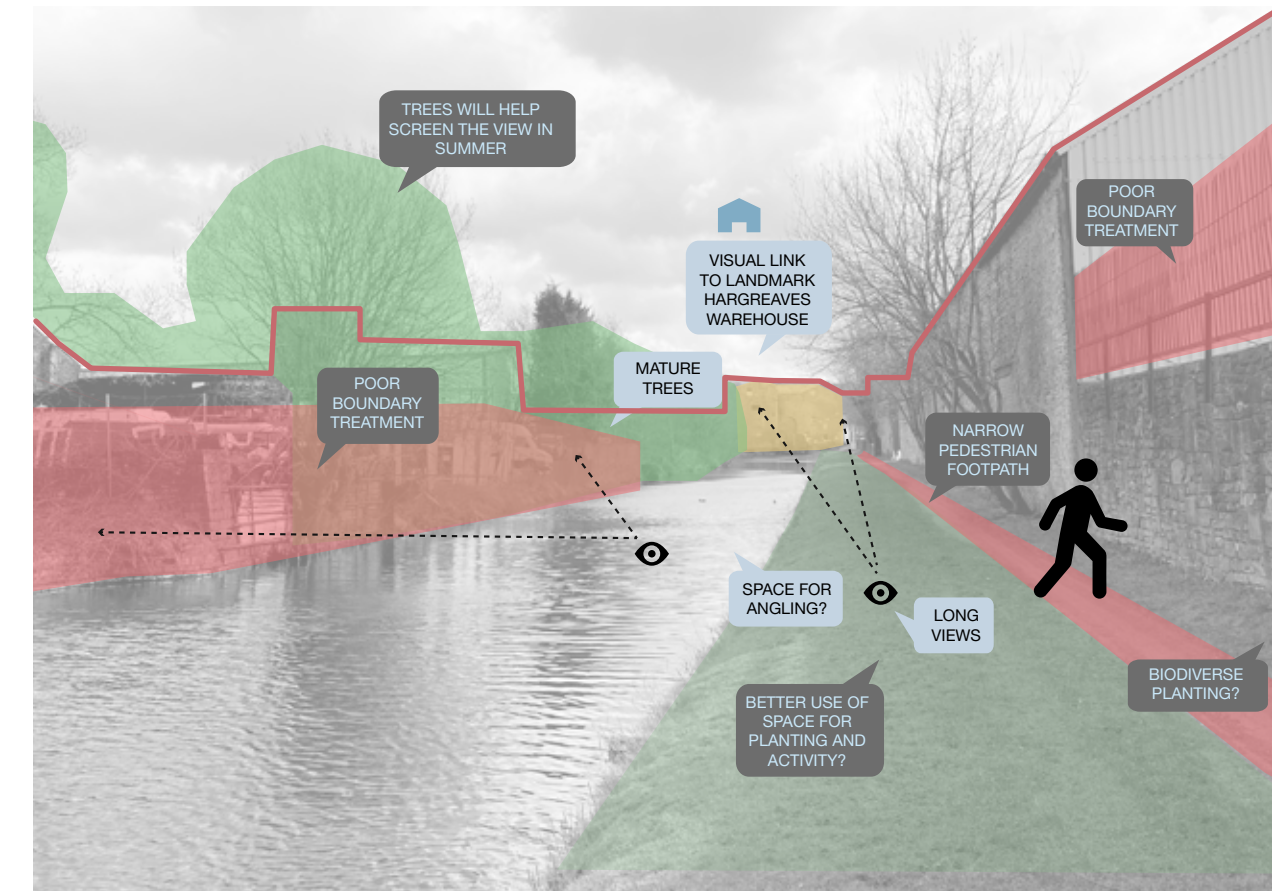 TREES WILL HELP
SCREEN THE VIEW IN
SUMMER
POOR
BOUNDARY
TREATMENT
VISUAL LINK
TO LANDMARK
HARGREAVES
WAREHOUSE
MATURE
TREES
POOR
BOUNDARY
TREATMENT
NARROW
PEDESTRIAN
FOOTPATH
SPACE FOR
ANGLING?
LONG
VIEWS
BIODIVERSE
PLANTING?
BETTER USE OF
SPACE FOR
PLANTING AND
ACTIVITY?